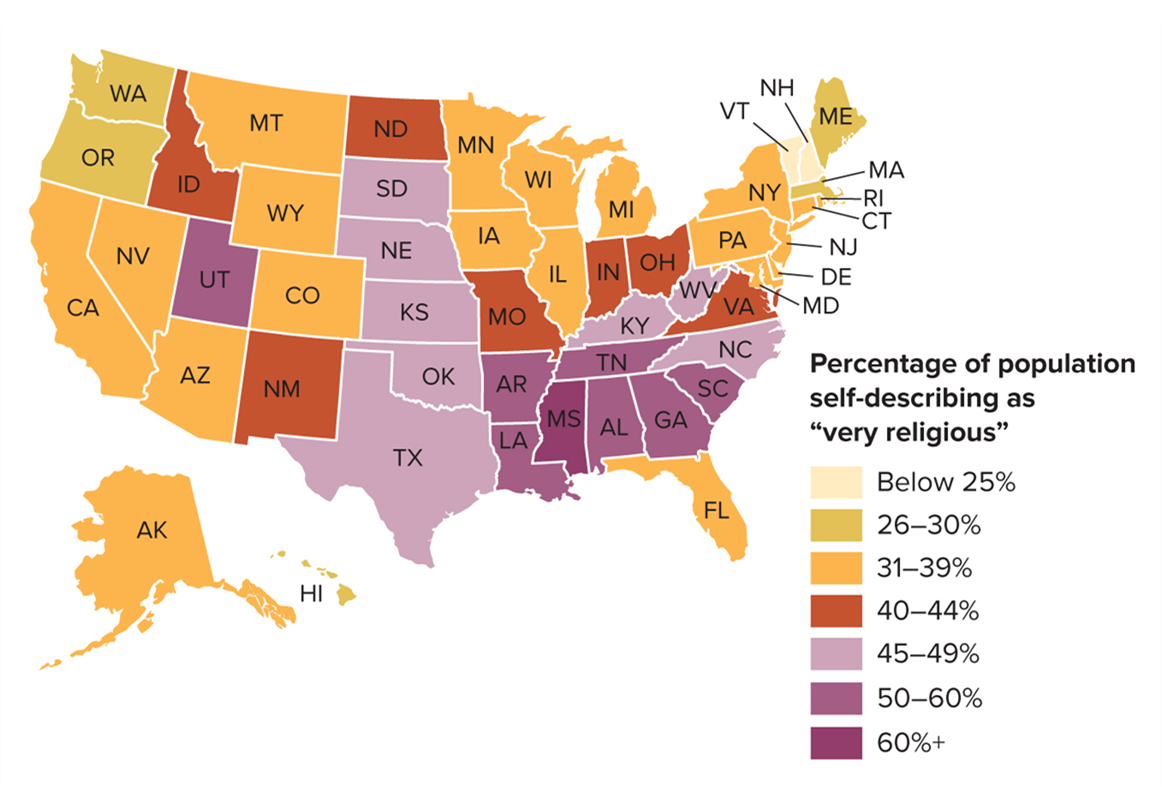 NH
VT
ME
WA
MT
ND
MN
OR
ID
SD
WI
MA
WY
MI
NY
RI
CT
IA
PA
NJ
NV
NE
UT
IL
IN
OH
DE
CO
WV
MD
CA
KS
MO
KY
VA
AZ
NM
OK
TN
NC
AR
SC
MS
AL
GA
LA
TX
FL
AK
HI
Percentage of population
self-describing as
“very religious”
Below 25%
26–30%
31–39%
40–44%
45–49%
50–60%
60%+